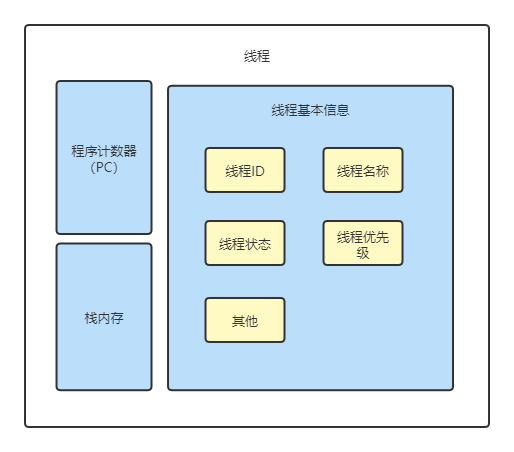 线程
程序计数器
（PC）
栈内存
线程基本信息
线程ID
线程名称
线程状态
线程优先
级
其他